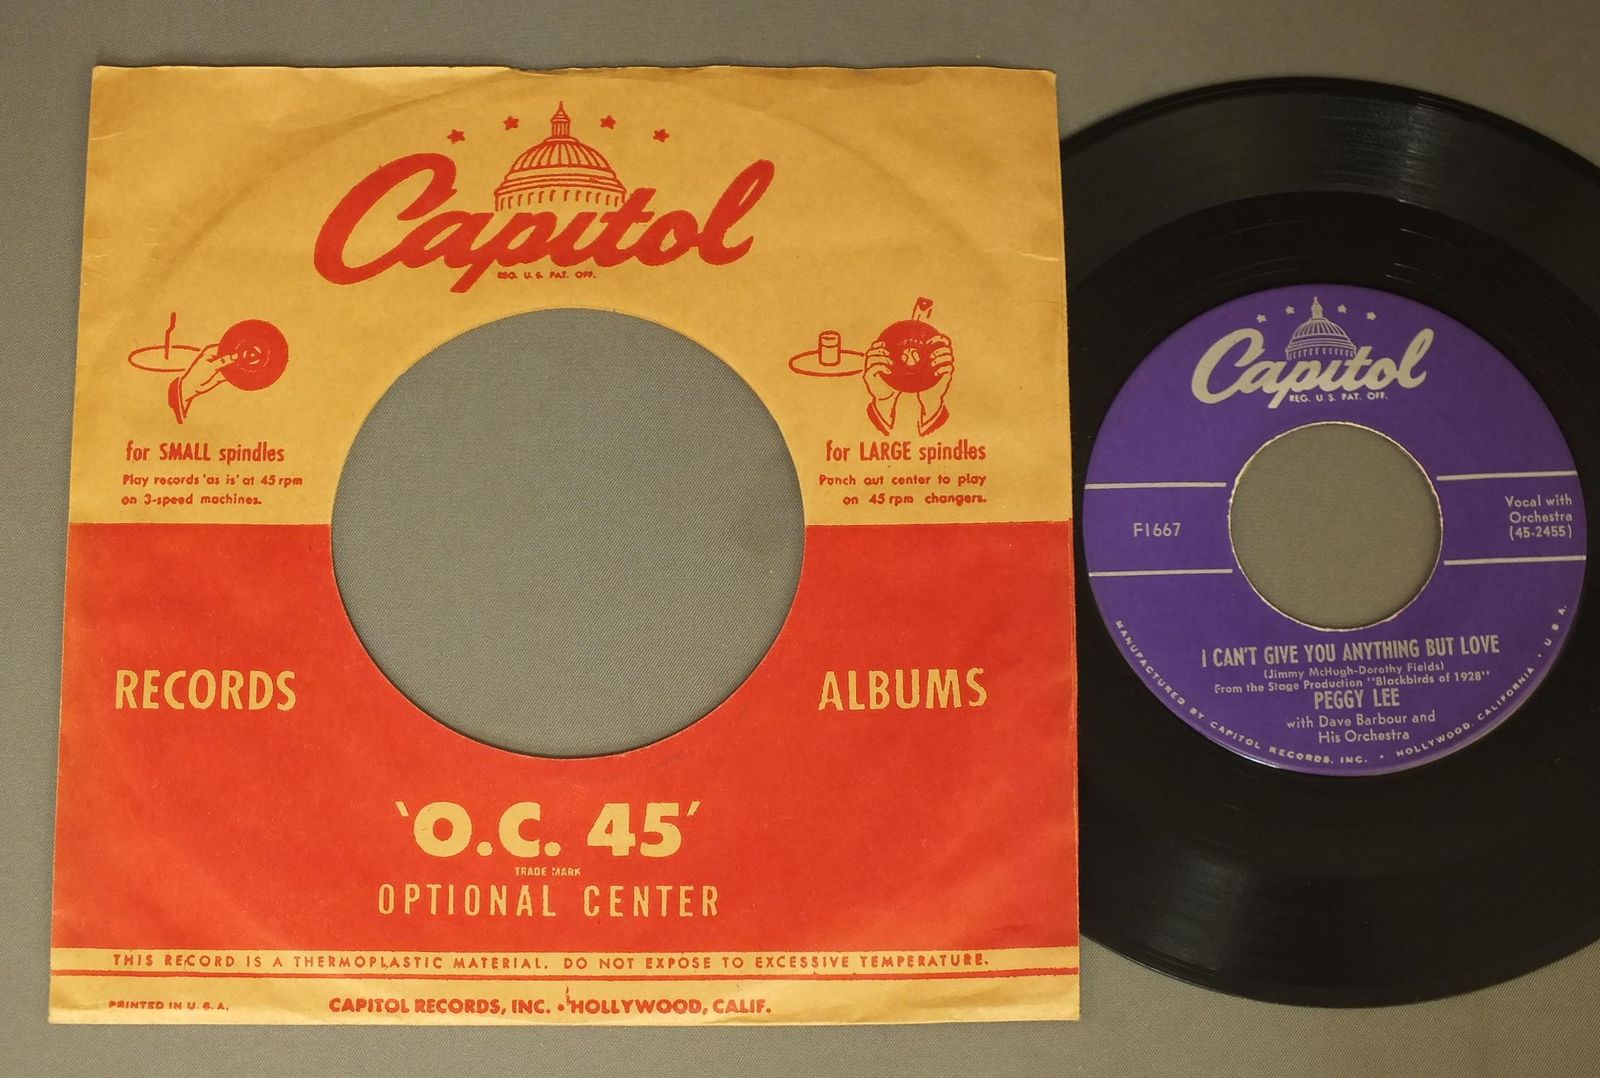 Capitol
REG. U.S. PAT. OFF.
for SMALL spindles
Play records 'as is' at 45 rpm
on 3-speed machines.
for LARGE spindles
Punch out center to play
on 45 rpm changers.
RECORDS
ALBUMS
'O.C. 45'
TRADE MARK
OPTIONAL CENTER
THIS RECORD IS A THERMOPLASTIC MATERIAL. DO NOT EXPOSE TO EXCESSIVE TEMPERATURE.
PRINTED IN U.S.A.
CAPITOL RECORDS, INC. • HOLLYWOOD, CALIF.
Capitol
REG. U.S. PAT. OFF.
F1667
Vocal with
Orchestra
(45-2455)
I CAN'T GIVE YOU ANYTHING BUT LOVE
(Jimmy McHugh-Dorothy Fields)
From the Stage Production "Blackbirds of 1928"
PEGGY LEE
with Dave Barbour and
His Orchestra
MANUFACTURED BY CAPITOL RECORDS, INC. • HOLLYWOOD, CALIFORNIA • U.S.A.